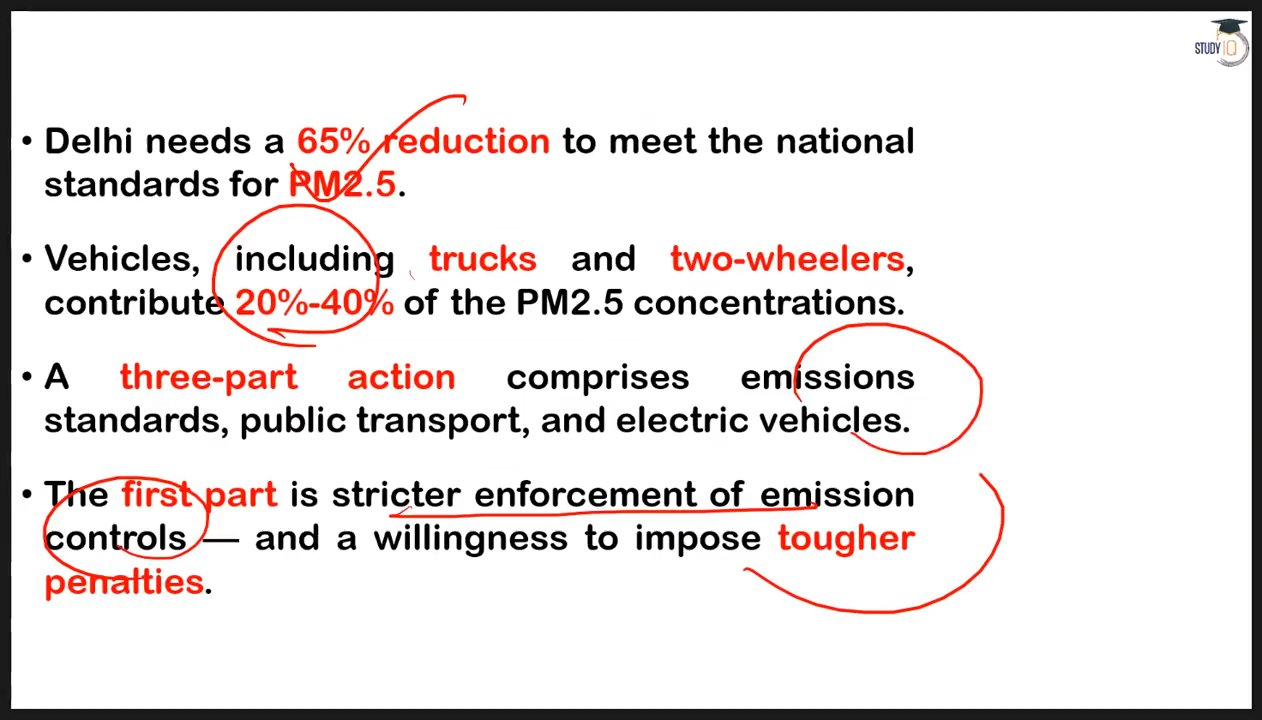 STUDY IQ
• Delhi needs a 65% reduction to meet the national
standards for PM2.5.
• Vehicles, including trucks and two-wheelers,
contribute 20%-40% of the PM2.5 concentrations.
• A three-part action comprises emissions
standards, public transport, and electric vehicles.
• The first part is stricter enforcement of emission
controls — and a willingness to impose tougher
penalties.